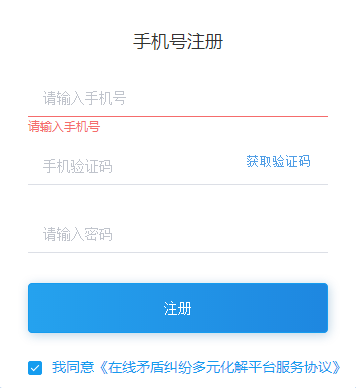 手机号注册
请输入手机号
请输入手机号
手机验证码 获取验证码
请输入密码
注册
我同意《在线矛盾纠纷多元化解平台服务协议》